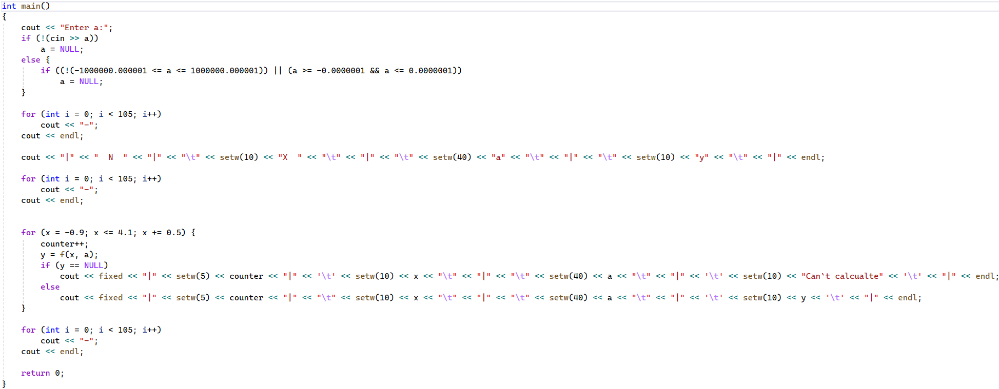 int main()
{
    cout << "Enter a:";
    if (!(cin >> a))
        a = NULL;
    else {
        if ((!(-1000000.000001 <= a <= 1000000.000001)) || (a >= -0.0000001 && a <= 0.0000001))
            a = NULL;
    }
    for (int i = 0; i < 105; i++)
        cout << "-";
    cout << endl;
    cout << "|" << "  N  " << "|" << "\t" << setw(10) << "X  " << "\t" << "|" << "\t" << setw(40) << "a" << "\t" << "|" << "\t" << setw(10) << "y" << "\t" << "|" << endl;
    for (int i = 0; i < 105; i++)
        cout << "-";
    cout << endl;
    for (x = -0.9; x <= 4.1; x += 0.5) {
        counter++;
        y = f(x, a);
        if (y == NULL)
            cout << fixed << "|" << setw(5) << counter << "|" << '\t' << setw(10) << x << "\t" << "|" << "\t" << setw(40) << a << "\t" << "|" << '\t' << setw(10) << "Can`t calcualte" << '\t' << "|" << endl;
        else
            cout << fixed << "|" << setw(5) << counter << "|" << "\t" << setw(10) << x << "\t" << "|" << "\t" << setw(40) << a << "\t" << "|" << '\t' << setw(10) << y << '\t' << "|" << endl;
    }
    for (int i = 0; i < 105; i++)
        cout << "-";
    cout << endl;
    return 0;
}